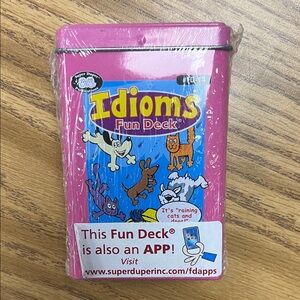 Idioms
Fun Deck®
It's "raining
cats and
dogs!"
This Fun Deck®
is also an APP!
Visit
www.superduperinc.com/fdapps